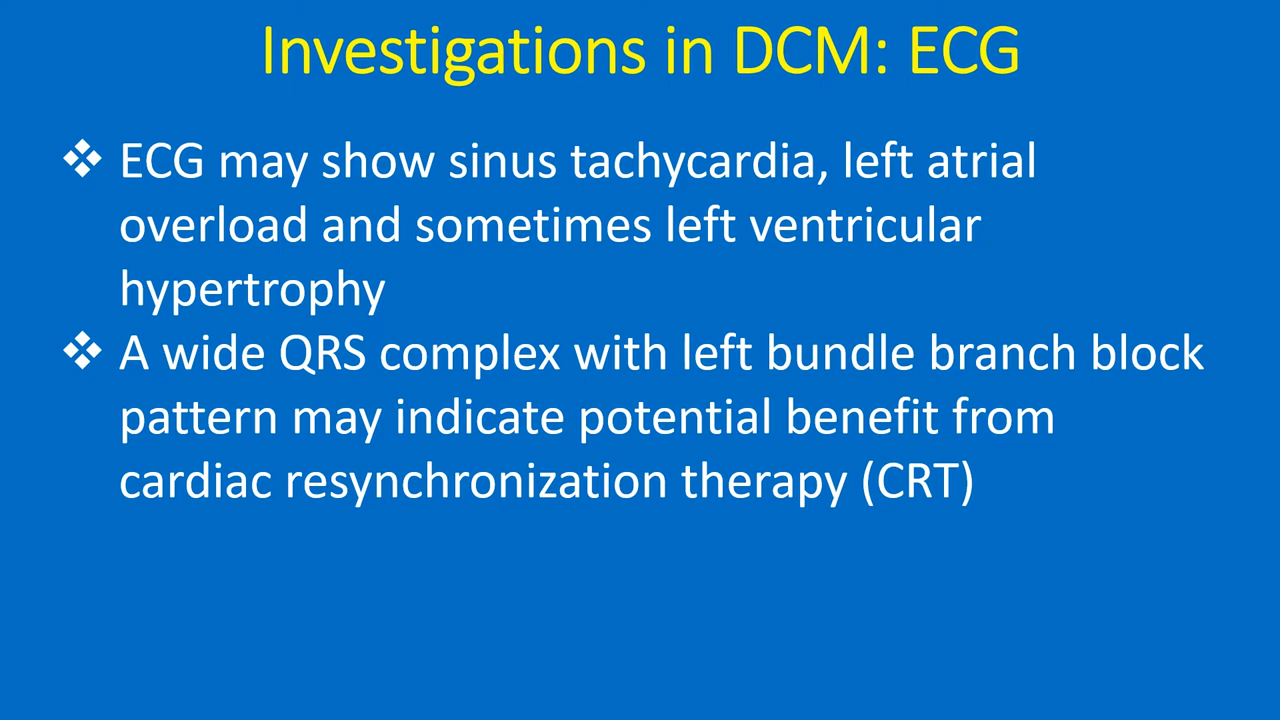 Investigations in DCM: ECG
❖ ECG may show sinus tachycardia, left atrial
overload and sometimes left ventricular
hypertrophy
❖ A wide QRS complex with left bundle branch block
pattern may indicate potential benefit from
cardiac resynchronization therapy (CRT)